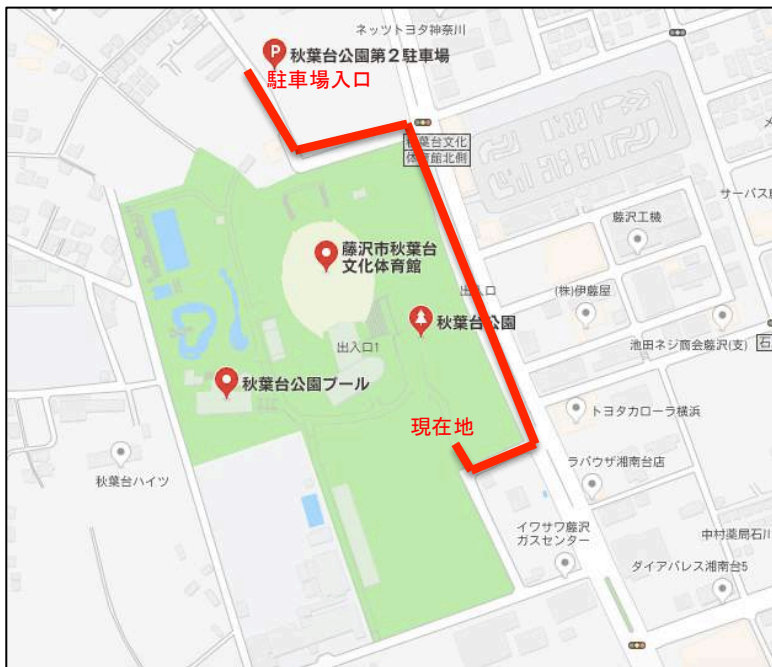 ネッツトヨタ神奈川
P
秋葉台公園第2駐車場
駐車場入口
秋葉台文化
体育館北側
メ
サーバス
藤沢工機
藤沢市秋葉台
文化体育館
出入口
(株)伊藤屋
秋葉台公園
池田ネジ商会藤沢(支)
石
出入口1
秋葉台公園プール
トヨタカローラ横浜
現在地
ラパウザ湘南台店
秋葉台ハイツ
イワサワ藤沢
ガスセンター
中村薬局石川
ダイアパレス湘南台5